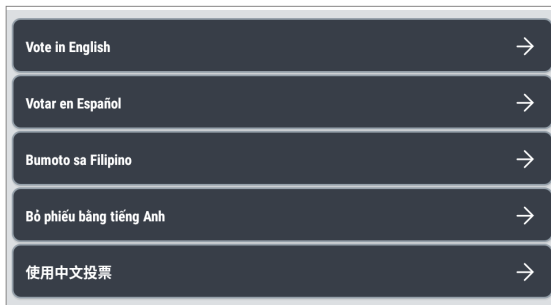 Vote in English
Votar en Español
Bumoto sa Filipino
Bỏ phiếu bằng tiếng Anh
使用中文投票